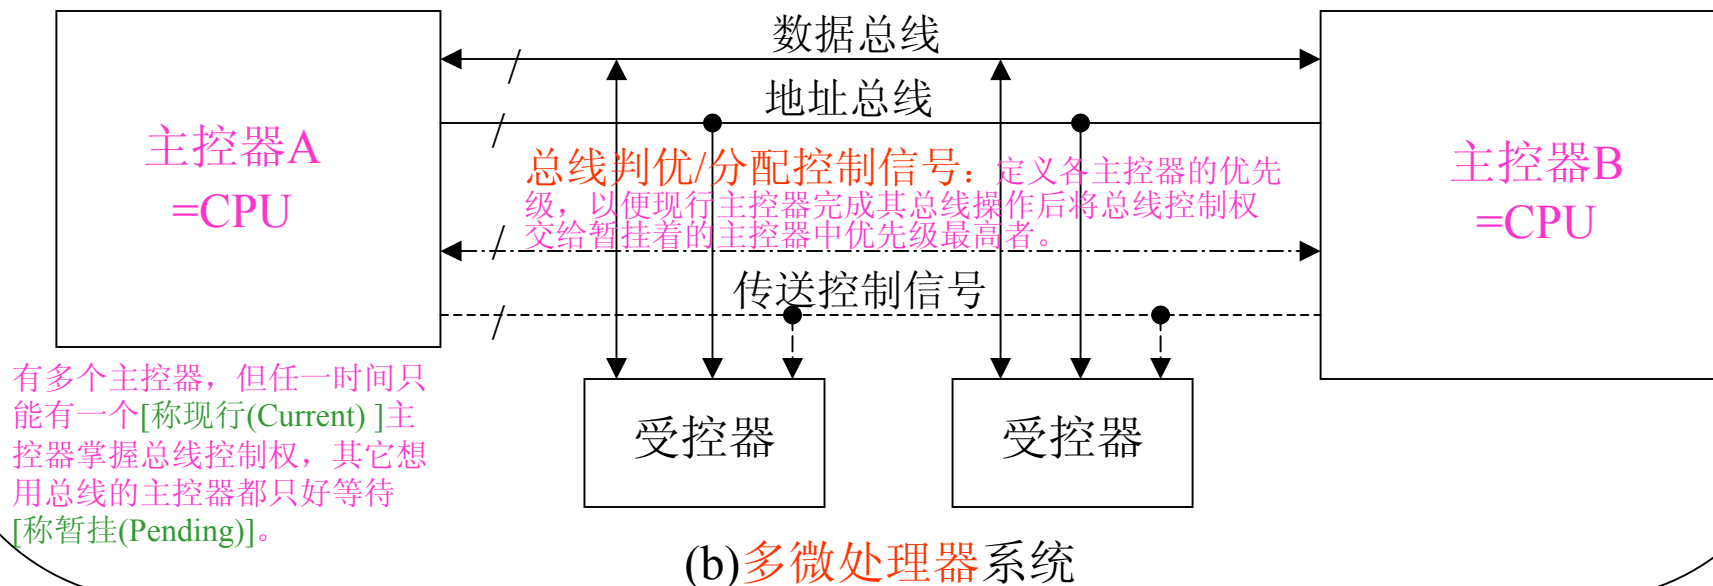 数据总线
地址总线
主控器A
=CPU
总线判优/分配控制信号：定义各主控器的优先
级，以便现行主控器完成其总线操作后将总线控制权
交给暂挂着的主控器中优先级最高者。
主控器B
=CPU
传送控制信号
有多个主控器，但任一时间只
能有一个[称现行(Current) ]主
控器掌握总线控制权，其它想
用总线的主控器都只好等待
[称暂挂(Pending)]。
受控器
受控器
(b)多微处理器系统